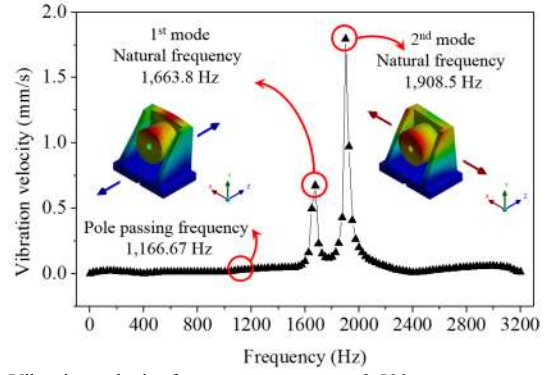 2.0
1.5
1.0
0.5
0.0
Vibration velocity (mm/s)
1st mode
Natural frequency
1,663.8 Hz
2nd mode
Natural frequency
1,908.5 Hz
Pole passing frequency
1,166.67 Hz
0 400 800 1200 1600 2000 2400 2800 3200
Frequency (Hz)